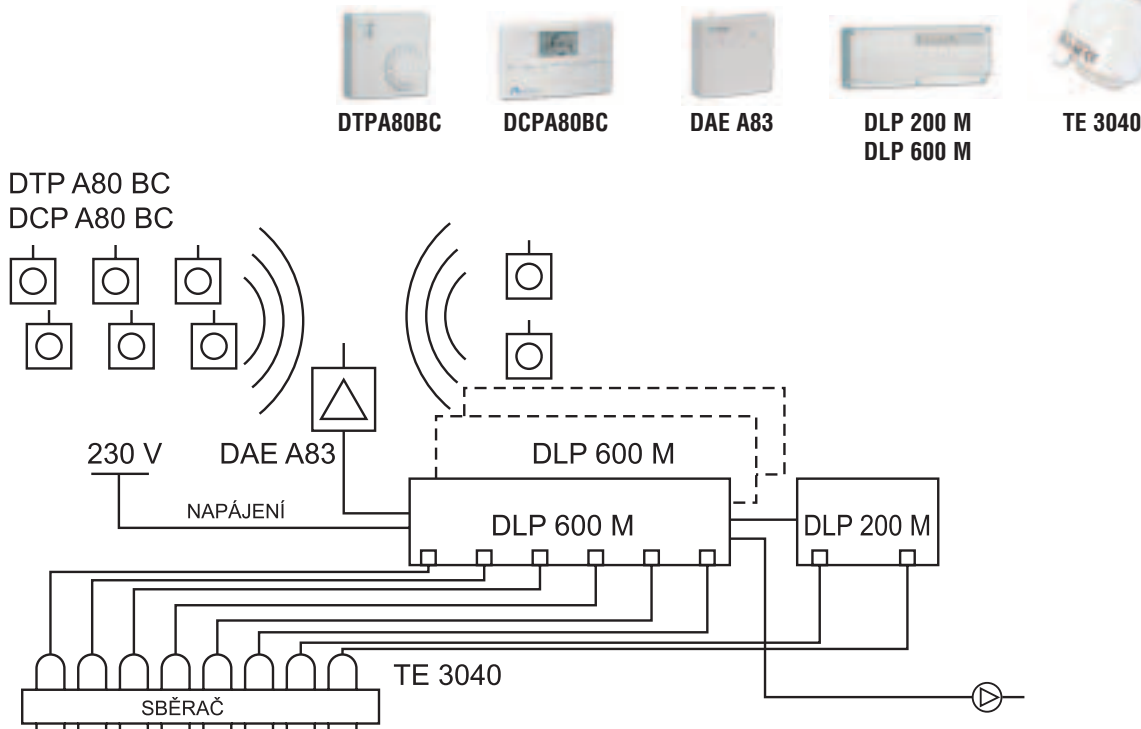 DTPA80BC
DCPA80BC
DAE A83
DLP 200 M
DLP 600 M
TE 3040
DTP A80 BC
DCP A80 BC
230 V
DAE A83
DLP 600 M
NAPÁJENÍ
DLP 600 M
DLP 200 M
TE 3040
SBĚRAČ